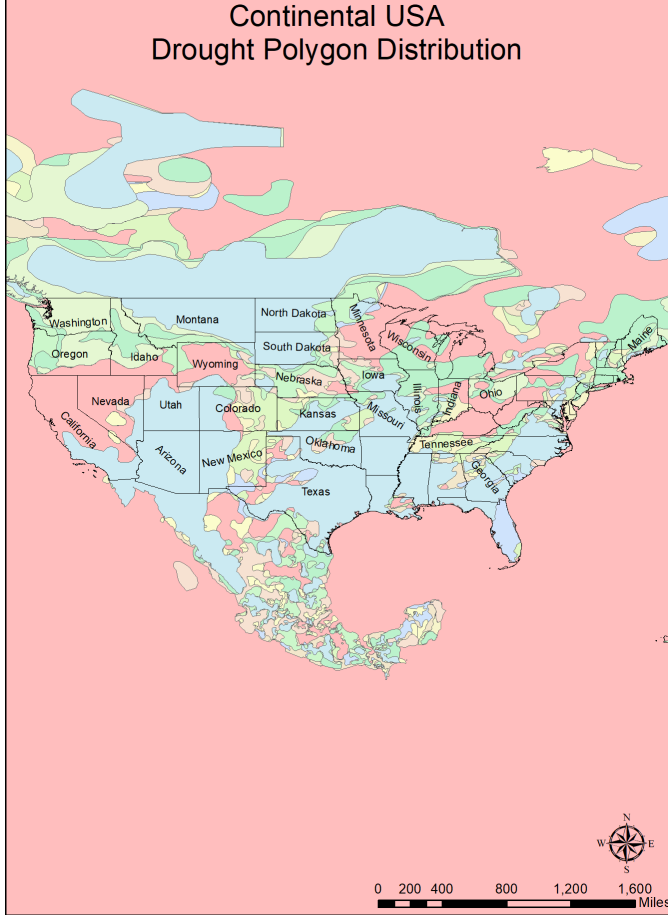 Continental USA
Drought Polygon Distribution
Washington
Montana
North Dakota
Minnesota
Maine
Oregon
Idaho
South Dakota
Wisconsin
Wyoming
Nebraska
Iowa
Illinois
Indiana
Ohio
Nevada
Utah
Colorado
Kansas
Missouri
California
Arizona
New Mexico
Oklahoma
Tennessee
Georgia
Texas
N
W
E
S
0 200 400 800 1,200 1,600
Miles